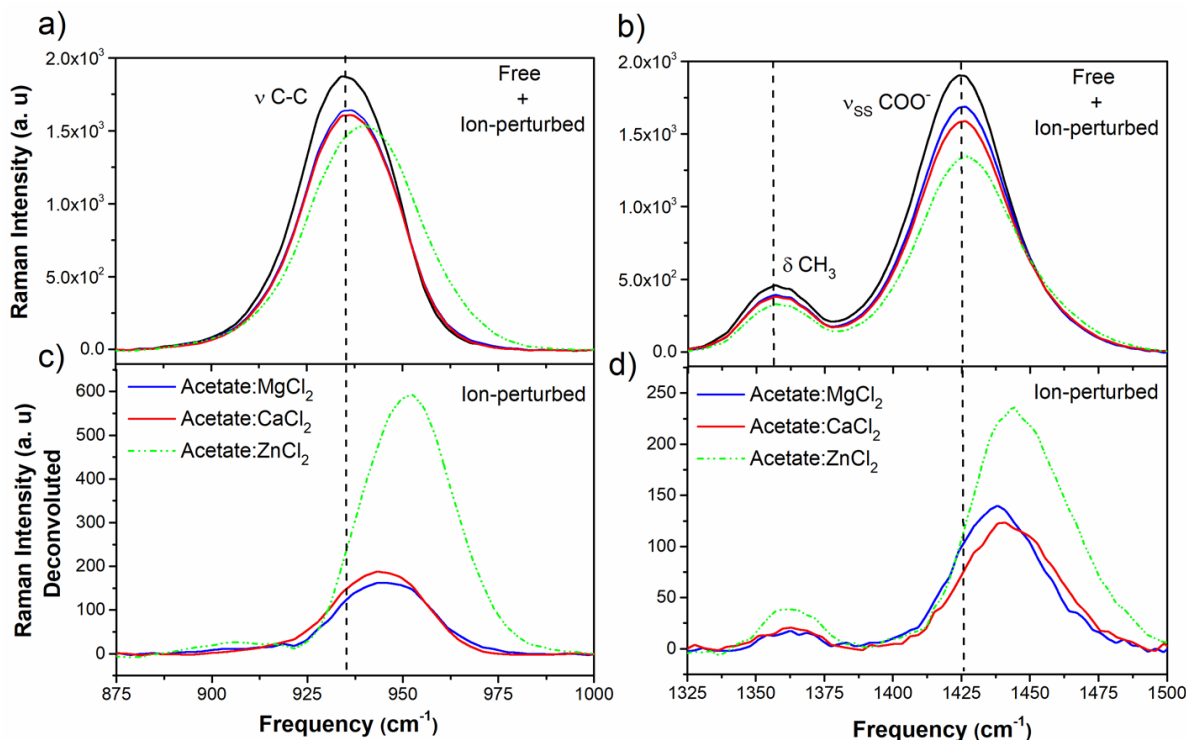 a)
2.0x10³
1.5x10³
1.0x10³
5.0x10²
0.0
ν C-C
Free
+
Ion-perturbed
Raman Intensity (a. u)
b)
2.0x10³
1.5x10³
1.0x10³
5.0x10²
0.0
ν_SS COO⁻
δ CH₃
Free
+
Ion-perturbed
c)
600
500
400
300
200
100
0
Acetate:MgCl₂
Acetate:CaCl₂
Acetate:ZnCl₂
Ion-perturbed
Raman Intensity (a. u)
Deconvoluted
875 900 925 950 975 1000
Frequency (cm⁻¹)
d)
250
200
150
100
50
0
Acetate:MgCl₂
Acetate:CaCl₂
Acetate:ZnCl₂
Ion-perturbed
1325 1350 1375 1400 1425 1450 1475 1500
Frequency (cm⁻¹)